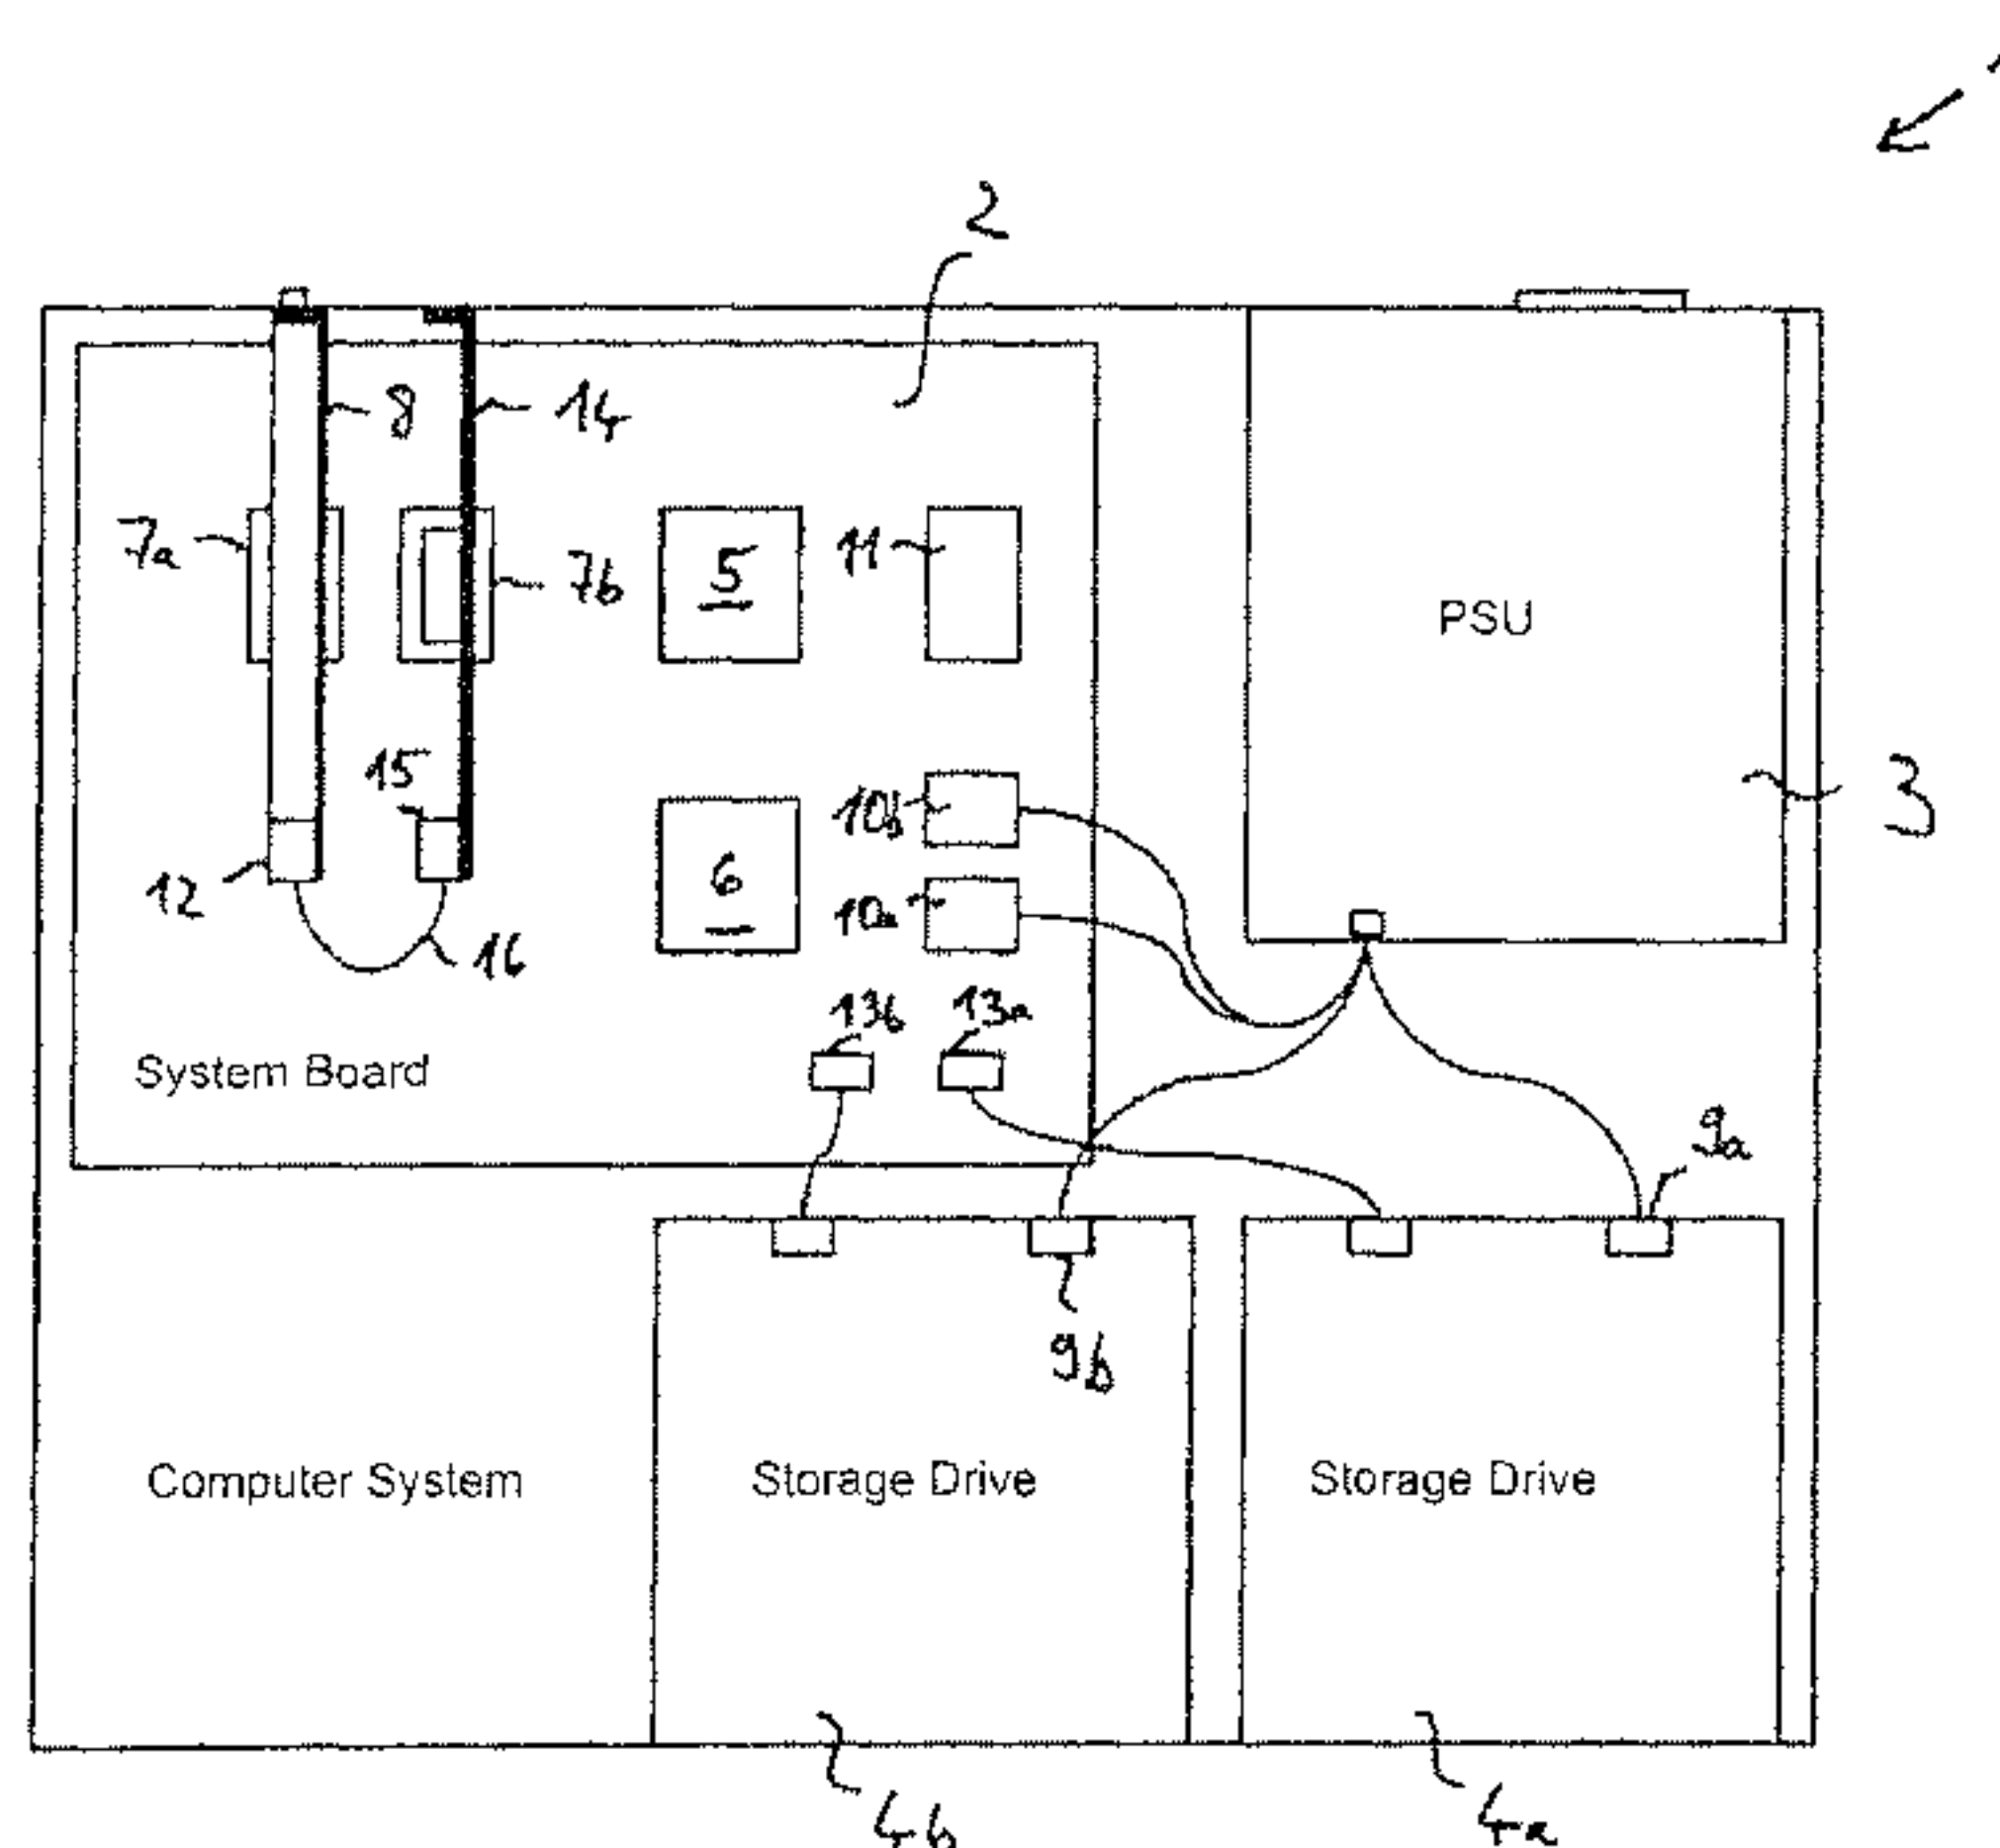 2
8
14
7a
7b
5
11
PSU
15
10b
3
12
6
10a
16
13b
13a
System Board
9a
9b
Computer System
Storage Drive
Storage Drive
4b
4a